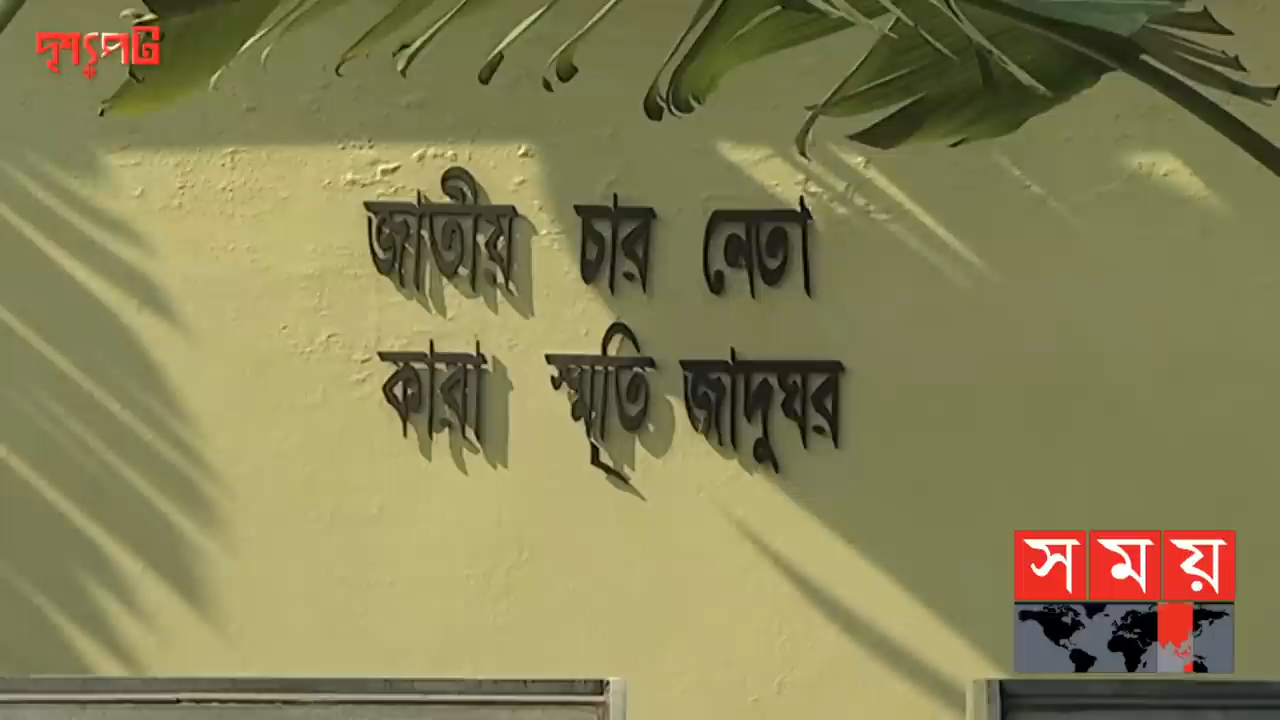 দৃশ্যপট
জাতীয় চার নেতা
কারা স্মৃতি জাদুঘর
সময়